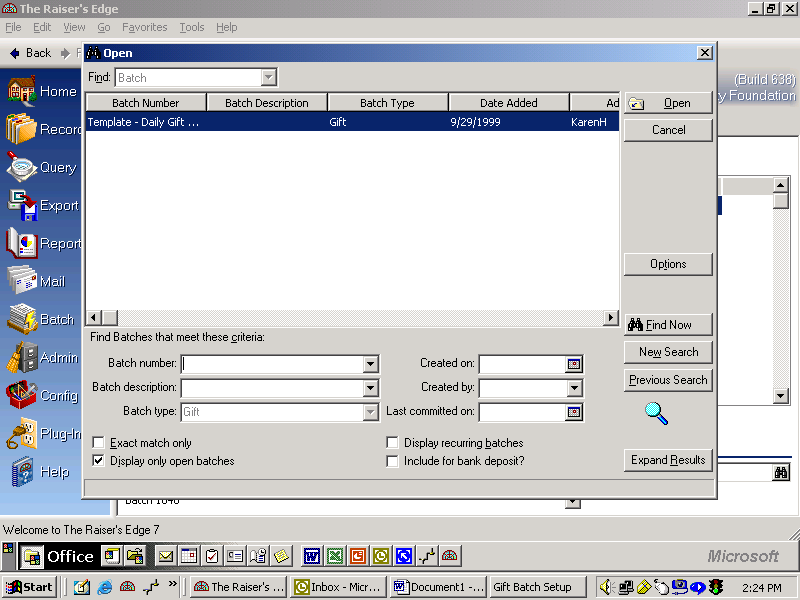 The Raiser's Edge
File Edit View Go Favorites Tools Help
Back
Open
Find: Batch
(Build 638)
y Foundation
Home
Record
Query
Export
Report
Mail
Batch
Admin
Config
Plug-In
Help
Batch Number Batch Description Batch Type Date Added Ad
Template - Daily Gift ... Gift 9/29/1999 KarenH
Open
Cancel
Options
Find Now
New Search
Previous Search
Expand Results
Find Batches that meet these criteria:
Batch number: Created on:
Batch description: Created by:
Batch type: Gift Last committed on:
Exact match only Display recurring batches
Display only open batches Include for bank deposit?
Batch 1046
Welcome to The Raiser's Edge 7
Office Microsoft
Start » The Raiser's ... Inbox - Micr... Document1 -... Gift Batch Setup 2:24 PM